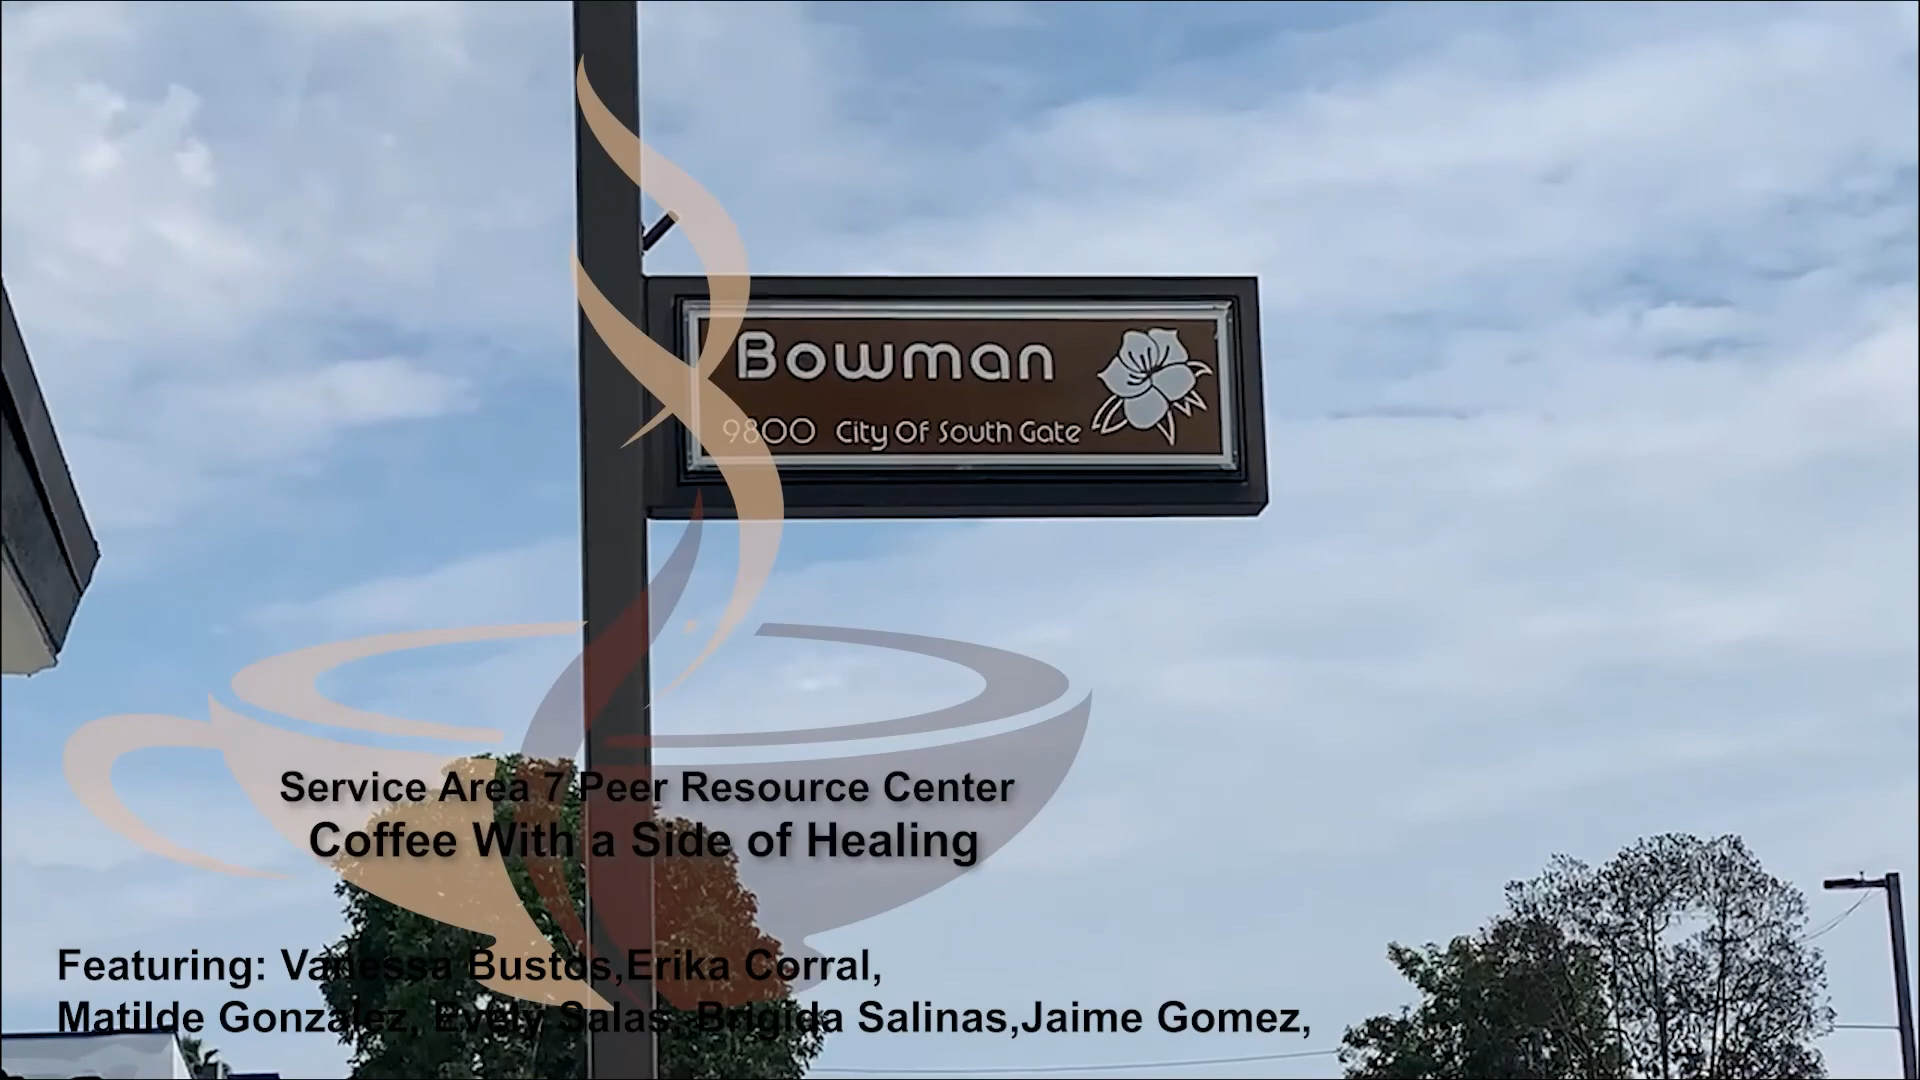 Bowman
9800 City Of South Gate
Service Area 7 Peer Resource Center
Coffee With a Side of Healing
Featuring: Vanessa Bustos,Erika Corral,
Matilde Gonzalez, Evely Salas, Brigida Salinas,Jaime Gomez,